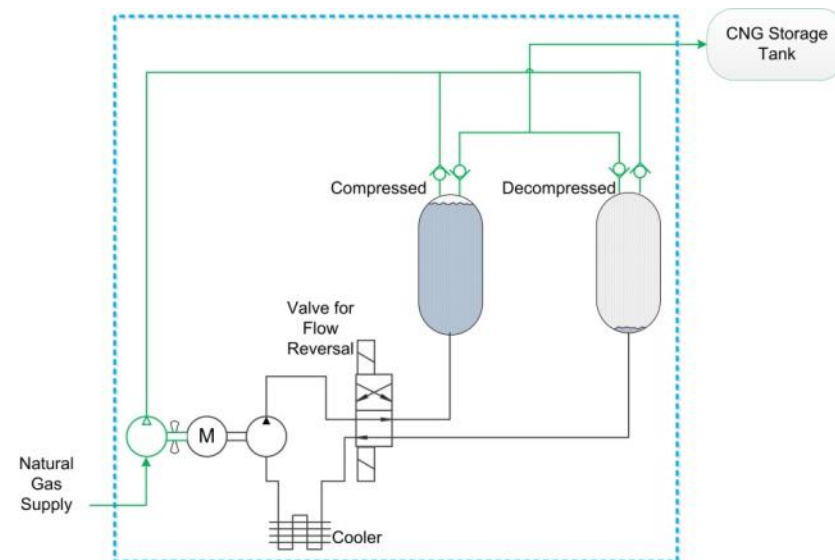 CNG Storage
Tank
Compressed
Decompressed
Valve for
Flow
Reversal
M
Natural
Gas
Supply
Cooler